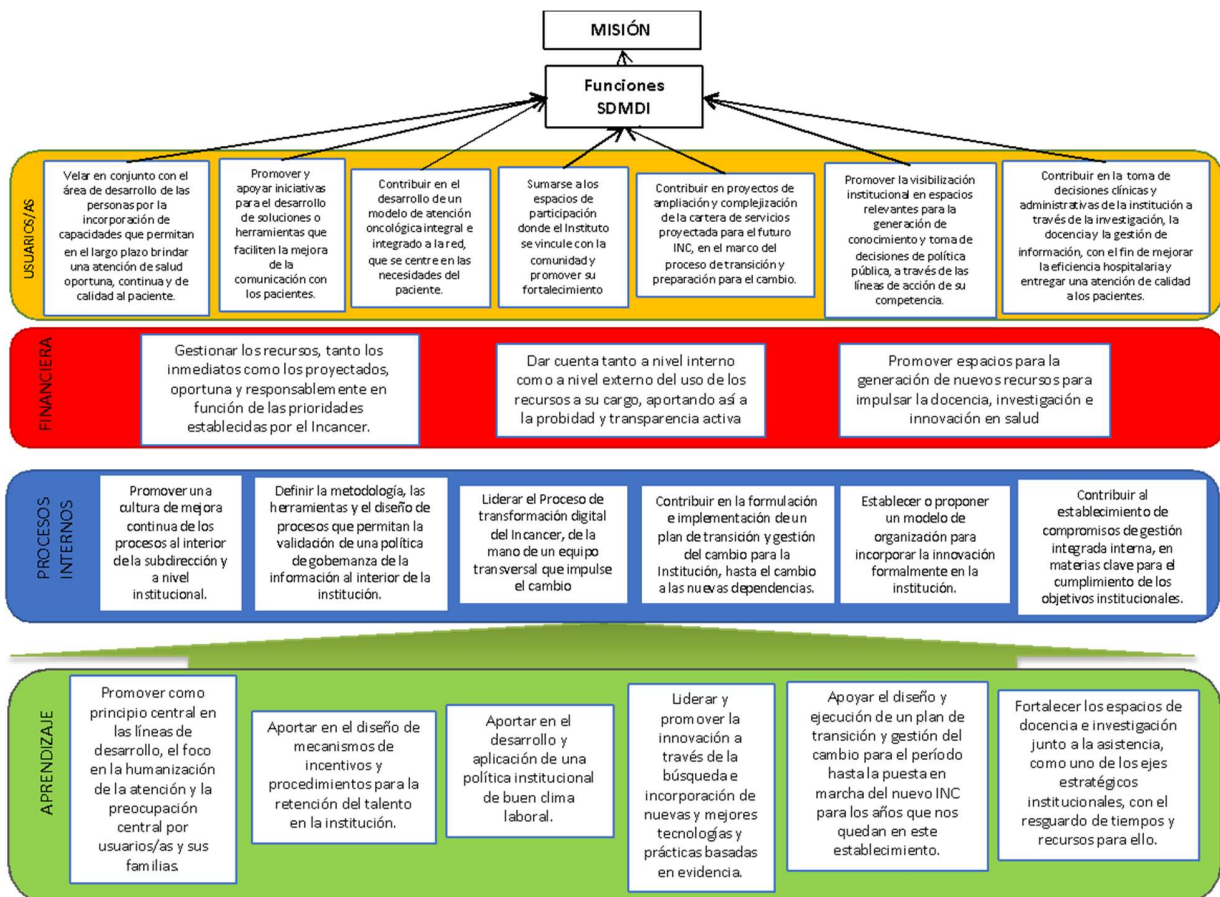 MISIÓN
Funciones
SDMDI
USUARIOS/AS
Velar en conjunto con el
área de desarrollo de las
personas por la
incorporación de
capacidades que permitan
en el largo plazo brindar
una atención de salud
oportuna, continua y de
calidad al paciente.
Promover y
apoyar iniciativas
para el desarrollo
de soluciones o
herramientas que
faciliten la mejora
de la
comunicación con
los pacientes.
Contribuir en el
desarrollo de un
modelo de atención
oncológica integral e
integrado a la red,
que se centre en las
necesidades del
paciente.
Sumarse a los
espacios de
participación
donde el Instituto
se vincule con la
comunidad y
promover su
fortalecimiento
Contribuir en proyectos de
ampliación y complejización
de la cartera de servicios
proyectada para el futuro
INC, en el marco del
proceso de transición y
preparación para el cambio.
Promover la visibilización
institucional en espacios
relevantes para la
generación de
conocimiento y toma de
decisiones de política
pública, a través de las
líneas de acción de su
competencia.
Contribuir en la toma de
decisiones clínicas y
administrativas de la institución
a través de la investigación, la
docencia y la gestión de
información, con el fin de mejorar
la eficiencia hospitalaria y
entregar una atención de calidad
a los pacientes.
FINANCIERA
Gestionar los recursos, tanto los
inmediatos como los proyectados,
oportuna y responsablemente en
función de las prioridades
establecidas por el Incancer.
Dar cuenta tanto a nivel interno
como a nivel externo del uso de los
recursos a su cargo, aportando así a
la probidad y transparencia activa
Promover espacios para la
generación de nuevos recursos para
impulsar la docencia, investigación e
innovación en salud
PROCESOS
INTERNOS
Promover una
cultura de mejora
continua de los
procesos al interior
de la subdirección y
a nivel
institucional.
Definir la metodología, las
herramientas y el diseño
de procesos que permitan la
validación de una política
de gobernanza de la
información al interior de la
institución.
Liderar el Proceso de
transformación digital
del Incancer, de la
mano de un equipo
transversal que impulse
el cambio
Contribuir en la formulación
e implementación de un
plan de transición y gestión
del cambio para la
Institución, hasta el cambio
a las nuevas dependencias.
Establecer o proponer
un modelo de
organización para
incorporar la innovación
formalmente en la
institución.
Contribuir al
establecimiento de
compromisos de gestión
integrada interna, en
materias clave para el
cumplimiento de los
objetivos institucionales.
APRENDIZAJE
Promover como
principio central en
las líneas de
desarrollo, el foco
en la humanización
de la atención y la
preocupación
central por
usuarios/as y sus
familias.
Aportar en el diseño de
mecanismos de
incentivos y
procedimientos para la
retención del talento
en la institución.
Aportar en el
desarrollo y
aplicación de una
política institucional
de buen clima
laboral.
Liderar y
promover la
innovación a
través de la
búsqueda e
incorporación de
nuevas y mejores
tecnologías y
prácticas basadas
en evidencia.
Apoyar el diseño y
ejecución de un plan de
transición y gestión del
cambio para el período
hasta la puesta en
marcha del nuevo INC
para los años que nos
quedan en este
establecimiento.
Fortalecer los espacios de
docencia e investigación
junto a la asistencia,
como uno de los ejes
estratégicos
institucionales, con el
resguardo de tiempos y
recursos para ello.